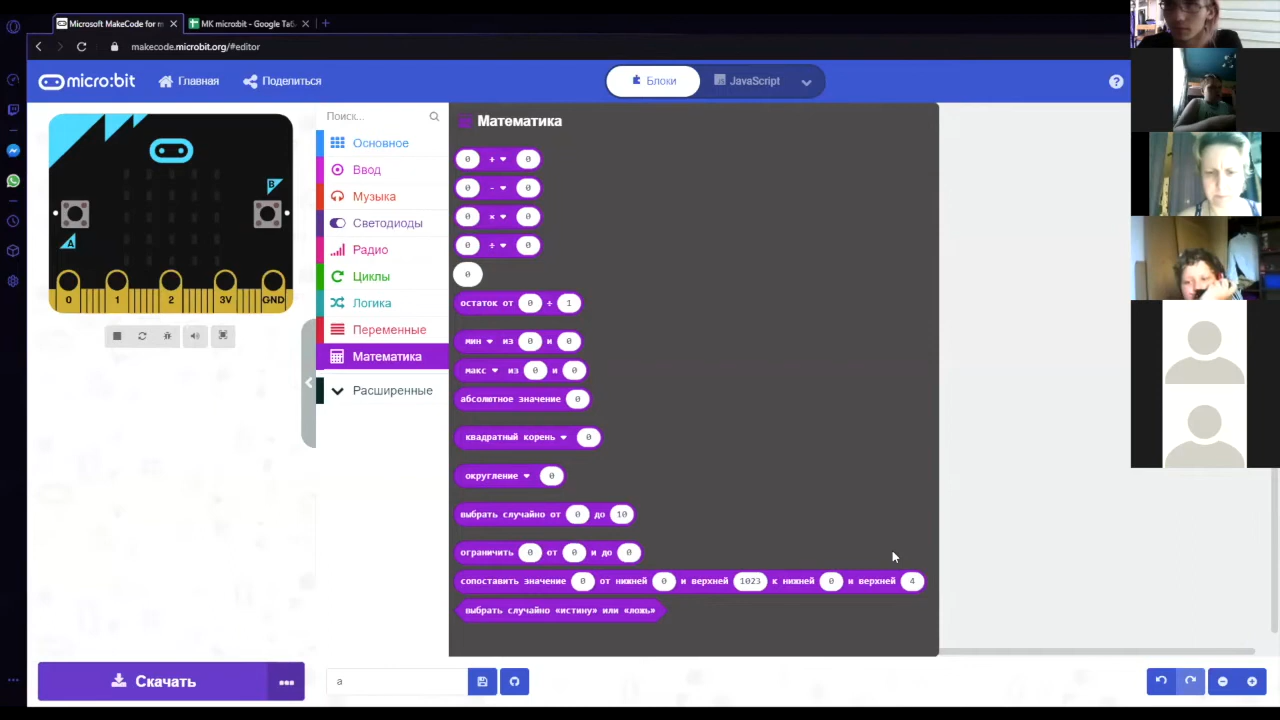 Microsoft MakeCode for m
MK microbit - Google Таб
makecode.microbit.org/#editor
micro:bit
Главная
Поделиться
Блоки
JavaScript
?
B
A
0 1 2 3V GND
Поиск...
Основное
Ввод
Музыка
Светодиоды
Радио
Циклы
Логика
Переменные
Математика
Расширенные
Математика
0 + 0
0 - 0
0 × 0
0 ÷ 0
0
остаток от 0 ÷ 1
мин из 0 и 0
макс из 0 и 0
абсолютное значение 0
квадратный корень 0
округление 0
выбрать случайно от 0 до 10
ограничить 0 от 0 и до 0
сопоставить значение 0 от нижней 0 и верхней 1023 к нижней 0 и верхней 4
выбрать случайно «истину» или «ложь»
Скачать
a